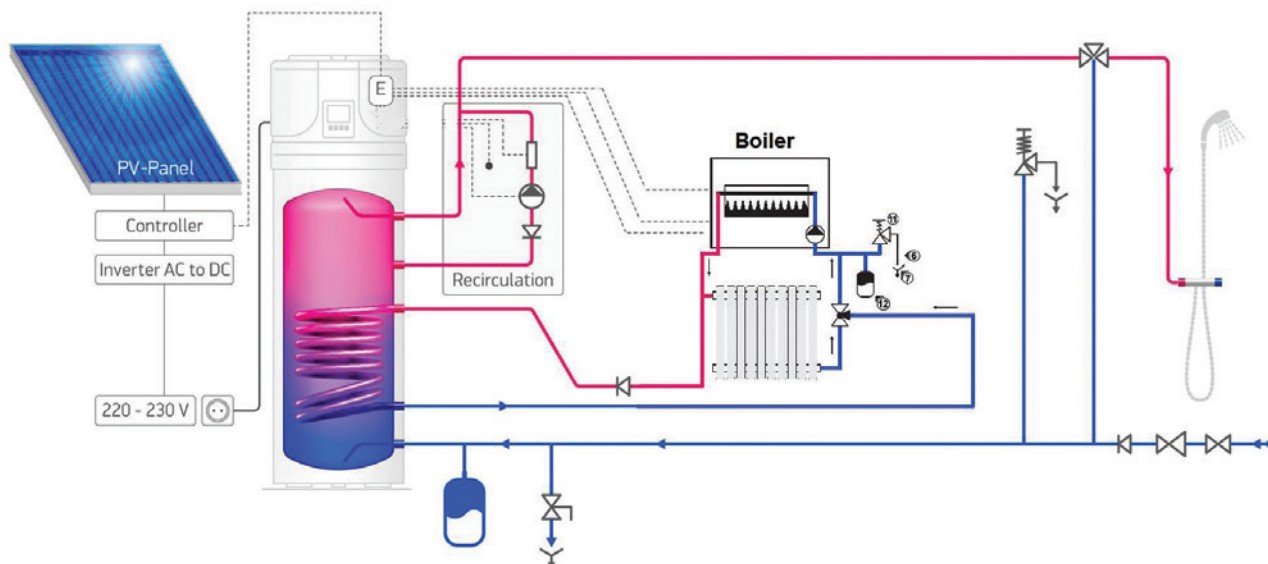 E
Boiler
PV-Panel
Controller
Inverter AC to DC
Recirculation
11
6
7
12
220 - 230 V